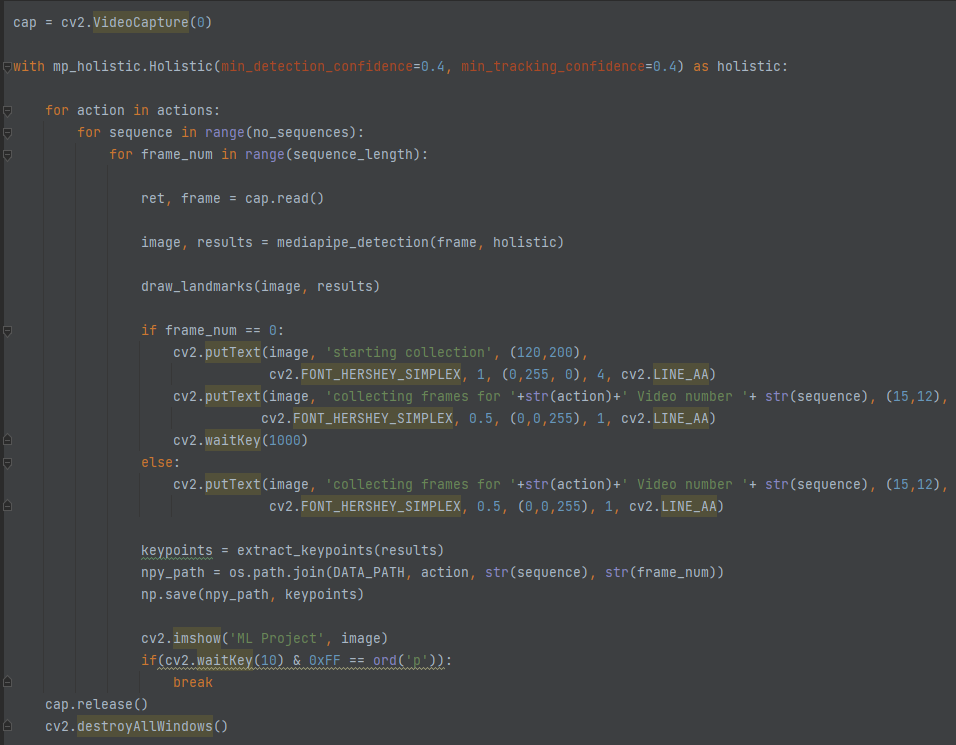 cap = cv2.VideoCapture(0)
with mp_holistic.Holistic(min_detection_confidence=0.4, min_tracking_confidence=0.4) as holistic:
for action in actions:
for sequence in range(no_sequences):
for frame_num in range(sequence_length):
ret, frame = cap.read()
image, results = mediapipe_detection(frame, holistic)
draw_landmarks(image, results)
if frame_num == 0:
cv2.putText(image, 'starting collection', (120,200),
cv2.FONT_HERSHEY_SIMPLEX, 1, (0,255, 0), 4, cv2.LINE_AA)
cv2.putText(image, 'collecting frames for '+str(action)+' Video number '+ str(sequence), (15,12),
cv2.FONT_HERSHEY_SIMPLEX, 0.5, (0,0,255), 1, cv2.LINE_AA)
cv2.waitKey(1000)
else:
cv2.putText(image, 'collecting frames for '+str(action)+' Video number '+ str(sequence), (15,12),
cv2.FONT_HERSHEY_SIMPLEX, 0.5, (0,0,255), 1, cv2.LINE_AA)
keypoints = extract_keypoints(results)
npy_path = os.path.join(DATA_PATH, action, str(sequence), str(frame_num))
np.save(npy_path, keypoints)
cv2.imshow('ML Project', image)
if(cv2.waitKey(10) & 0xFF == ord('p')):
break
cap.release()
cv2.destroyAllWindows()